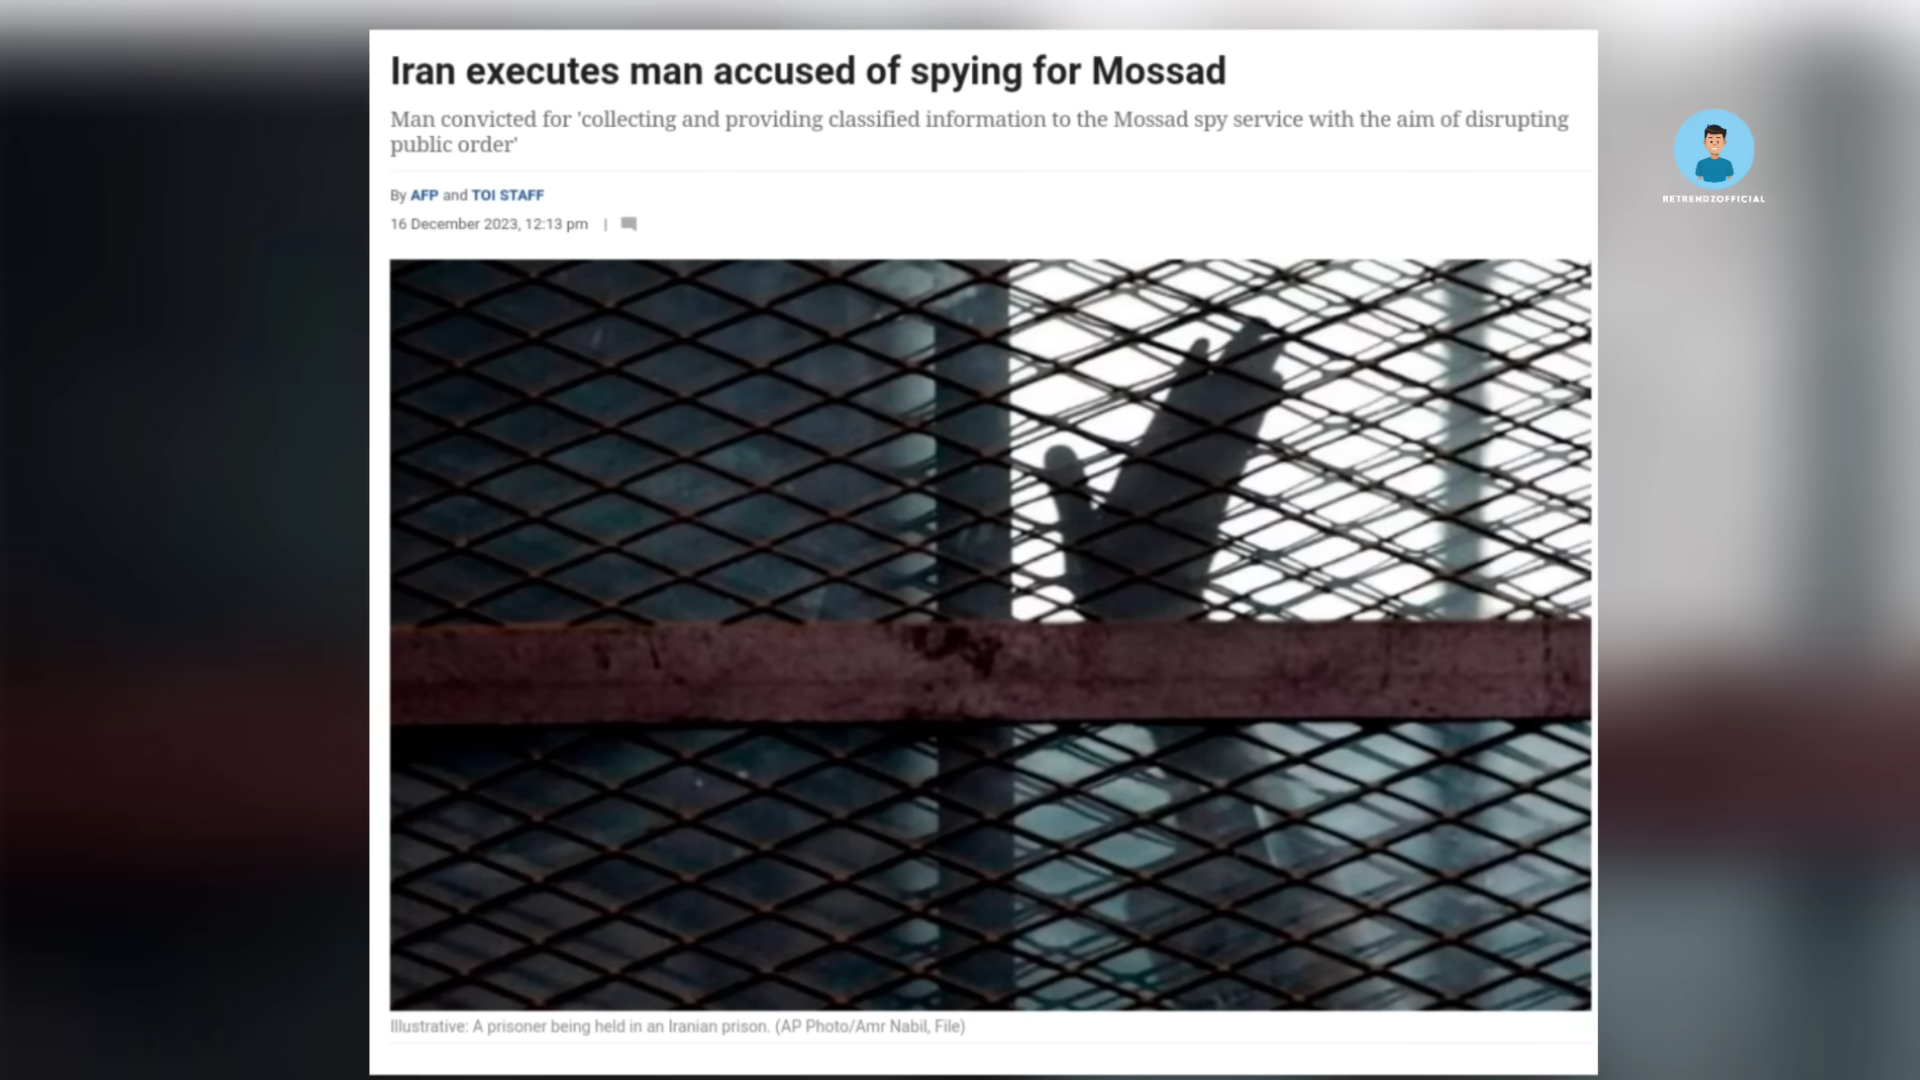 Iran executes man accused of spying for Mossad
Man convicted for 'collecting and providing classified information to the Mossad spy service with the aim of disrupting
public order'
By AFP and TOI STAFF
16 December 2023, 12:13 pm |
RETRENDZOFFICIAL
Illustrative: A prisoner being held in an Iranian prison. (AP Photo/Amr Nabil, File)